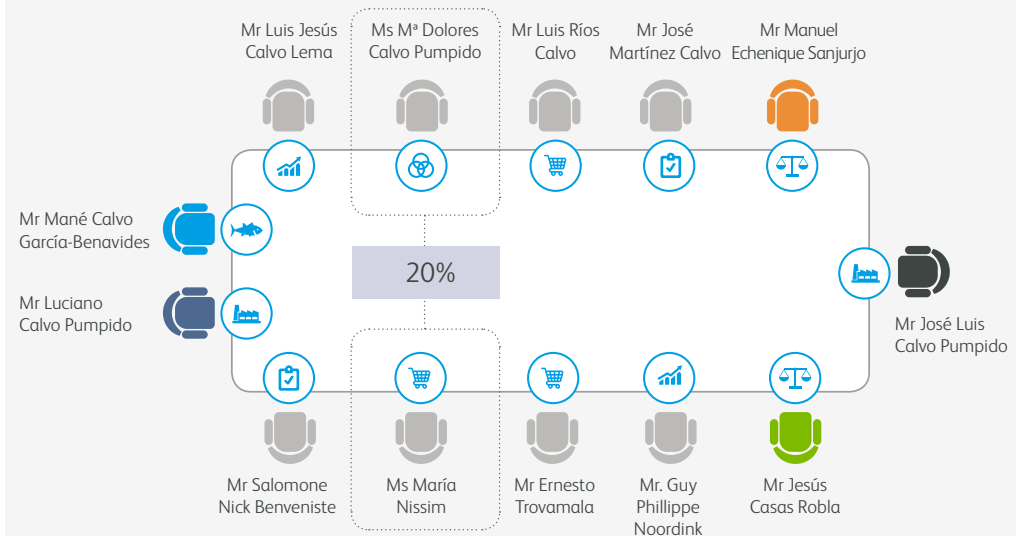 Mr Luis Jesús
Calvo Lema
Ms Mª Dolores
Calvo Pumpido
Mr Luis Ríos
Calvo
Mr José
Martínez Calvo
Mr Manuel
Echenique Sanjurjo
Mr Mané Calvo
García-Benavides
20%
Mr Luciano
Calvo Pumpido
Mr José Luis
Calvo Pumpido
Mr Salomone
Nick Benveniste
Ms María
Nissim
Mr Ernesto
Trovamala
Mr. Guy
Phillippe
Noordink
Mr Jesús
Casas Robla